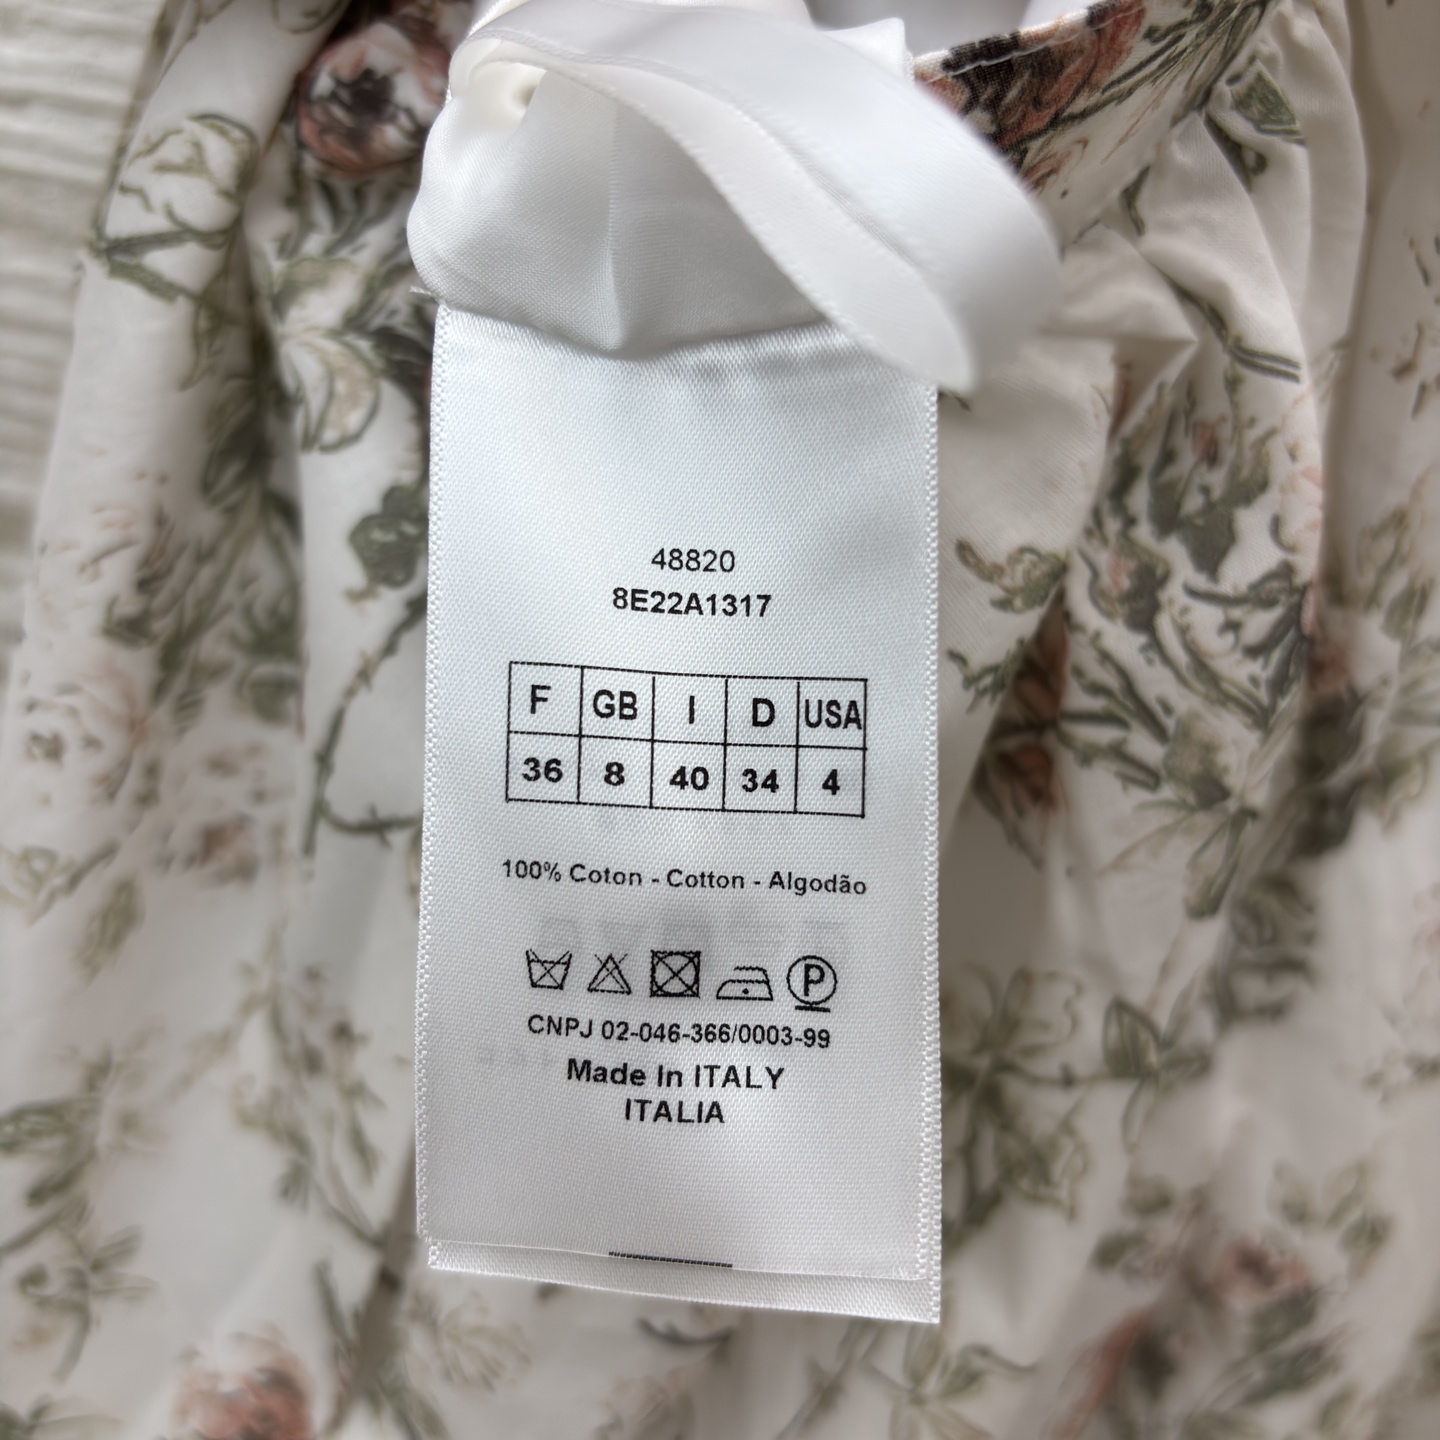 48820
8E22A1317
F GB I D USA
36 8 40 34 4
100% Coton - Cotton - Algodão
P
CNPJ 02-046-366/0003-99
Made In ITALY
ITALIA